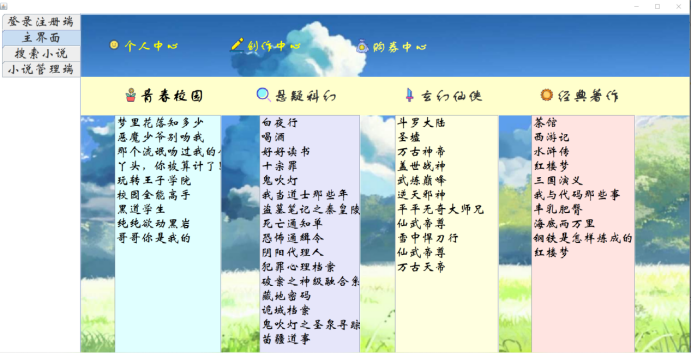 登录注册端
主界面
搜索小说
小说管理端
个人中心
创作中心
购券中心
青春校园
悬疑科幻
玄幻仙侠
经典著作
梦里花落知多少
恶魔少爷别吻我
那个流氓吻过我的
丫头，你被算计了
玩转王子学院
校园全能高手
黑道学生
纯纯欲动黑岩
哥哥你是我的
白夜行
喝酒
好好读书
十宗罪
鬼吹灯
我当道士那些年
盗墓笔记之秦皇陵
死亡通知单
恐怖通缉令
阴阳代理人
犯罪心理档案
破案之神级融合系
藏地密码
诡域档案
鬼吹灯之圣泉寻踪
苗疆道事
斗罗大陆
圣墟
万古神帝
盖世战神
武炼巅峰
逆天邪神
平平无奇大师兄
仙武帝尊
雪中悍刀行
仙武帝尊
万古天帝
茶馆
西游记
水浒传
红楼梦
三国演义
我与代码那些事
羊乳肥臀
海底两万里
钢铁是怎样炼成的
红楼梦